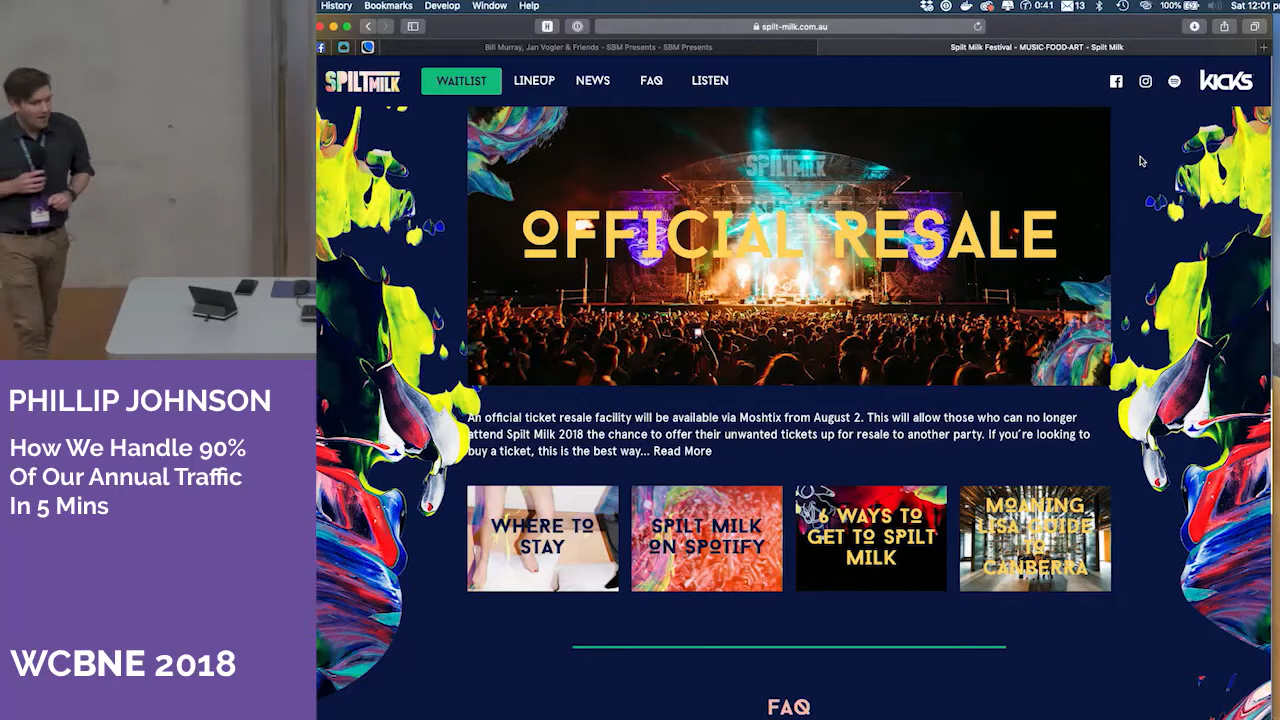 History Bookmarks Develop Window Help
0:41 13 100% Sat 12:01
spilt-milk.com.au
Bill Murray, Jan Vogler & Friends - SBM Presents - SBM Presents
Spilt Milk Festival - MUSIC-FOOD-ART - Spilt Milk
SPILT MILK
WAITLIST LINEUP NEWS FAQ LISTEN
KICKS
SPILT MILK
OFFICIAL RESALE
An official ticket resale facility will be available via Moshtix from August 2. This will allow those who can no longer
attend Spilt Milk 2018 the chance to offer their unwanted tickets up for resale to another party. If you're looking to
buy a ticket, this is the best way... Read More
WHERE TO
STAY
SPILT MILK
ON SPOTIFY
6 WAYS TO
GET TO SPILT
MILK
MOANING
LISA GUIDE
TO
CANBERRA
FAQ
PHILLIP JOHNSON
How We Handle 90%
Of Our Annual Traffic
In 5 Mins
WCBNE 2018